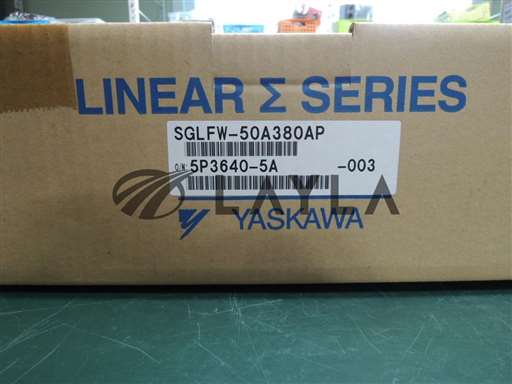 LINEAR Σ SERIES
SGLFW-50A380AP
O/N: 5P3640-5A -003
LAYLA
YASKAWA